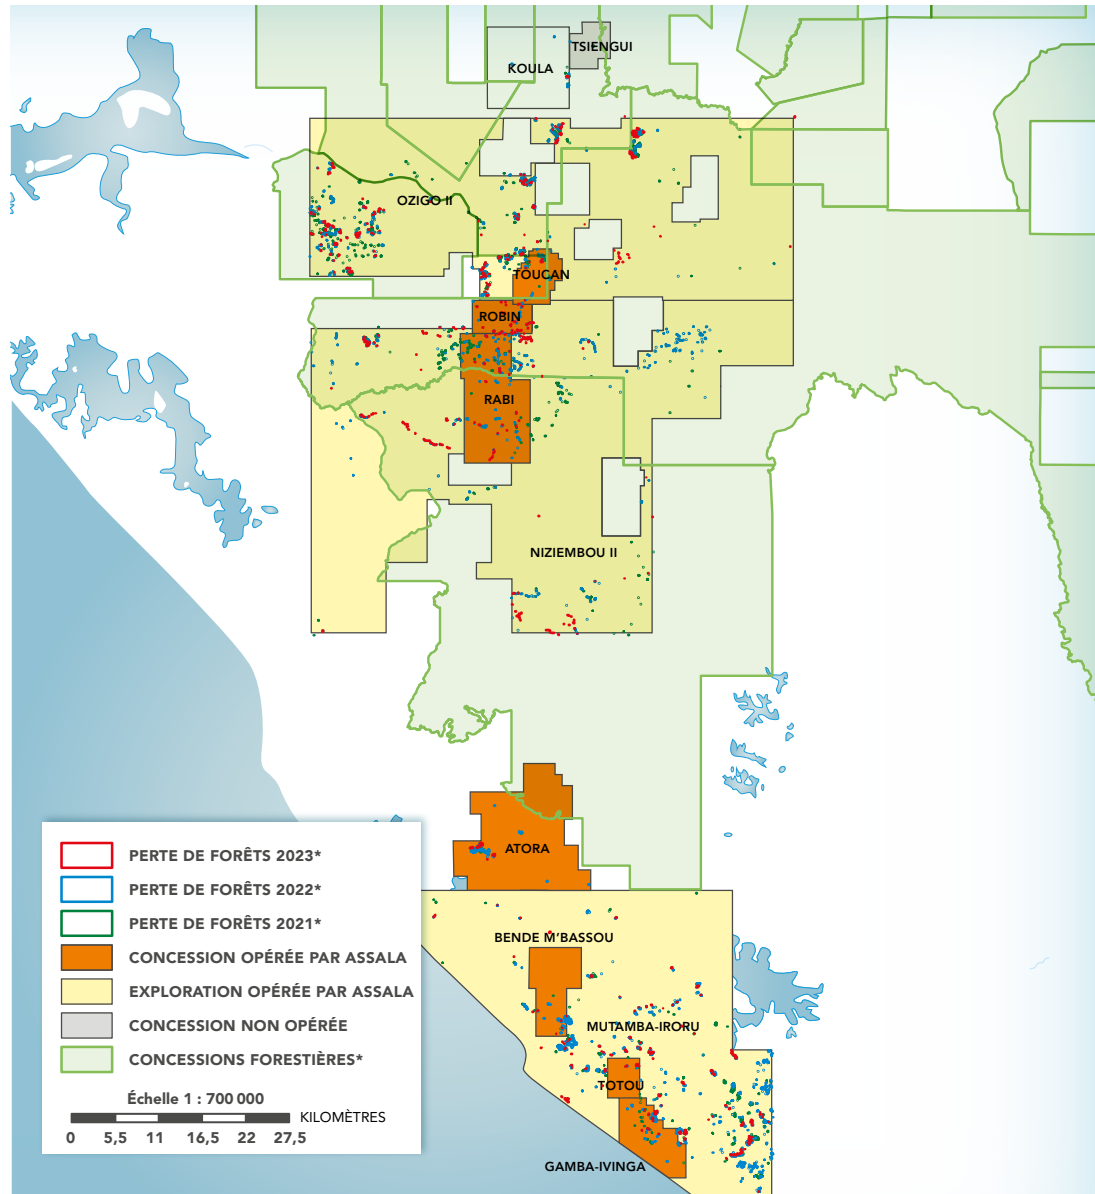 TSIENGUI
KOULA
OZIGO II
TOUCAN
ROBIN
RABI
NIZIEMBOU II
ATORA
BENDE M'BASSOU
MUTAMBA-IRORU
TOTOU
GAMBA-IVINGA
PERTE DE FORÊTS 2023*
PERTE DE FORÊTS 2022*
PERTE DE FORÊTS 2021*
CONCESSION OPÉRÉE PAR ASSALA
EXPLORATION OPÉRÉE PAR ASSALA
CONCESSION NON OPÉRÉE
CONCESSIONS FORESTIÈRES*
Échelle 1 : 700 000
KILOMÈTRES
0 5,5 11 16,5 22 27,5